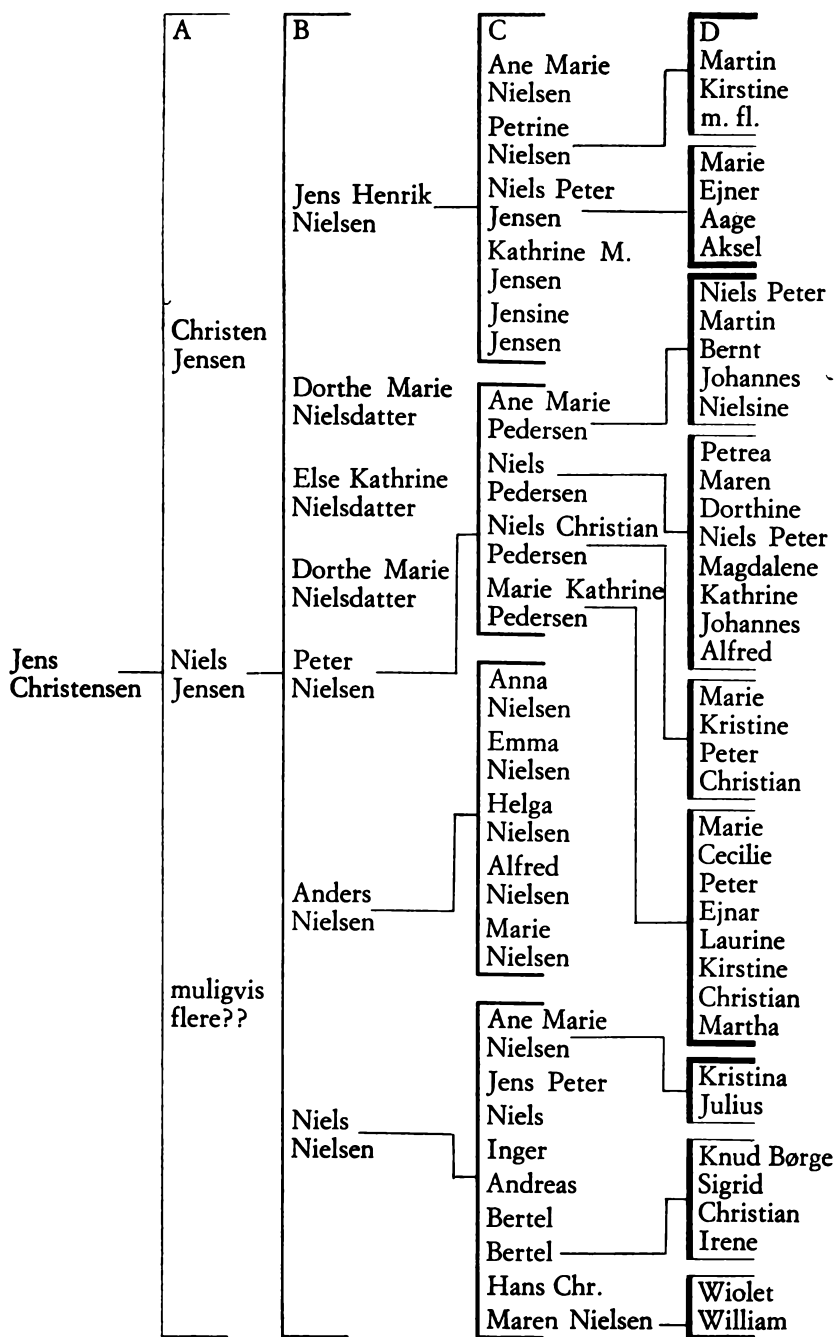 Jens
Christensen
A
Christen
Jensen
Niels
Jensen
muligvis
flere??
B
Jens Henrik
Nielsen
Dorthe Marie
Nielsdatter
Else Kathrine
Nielsdatter
Dorthe Marie
Nielsdatter
Peter
Nielsen
Anders
Nielsen
Niels
Nielsen
C
Ane Marie
Nielsen
Petrine
Nielsen
Niels Peter
Jensen
Kathrine M.
Jensen
Jensine
Jensen
Ane Marie
Pedersen
Niels
Pedersen
Niels Christian
Pedersen
Marie Kathrine
Pedersen
Anna
Nielsen
Emma
Nielsen
Helga
Nielsen
Alfred
Nielsen
Marie
Nielsen
Ane Marie
Nielsen
Jens Peter
Niels
Inger
Andreas
Bertel
Bertel
Hans Chr.
Maren Nielsen
D
Martin
Kirstine
m. fl.
Marie
Ejner
Aage
Aksel
Niels Peter
Martin
Bernt
Johannes
Nielsine
Petrea
Maren
Dorthine
Niels Peter
Magdalene
Kathrine
Johannes
Alfred
Marie
Kristine
Peter
Christian
Marie
Cecilie
Peter
Ejnar
Laurine
Kirstine
Christian
Martha
Kristina
Julius
Knud Børge
Sigrid
Christian
Irene
Wiolet
William